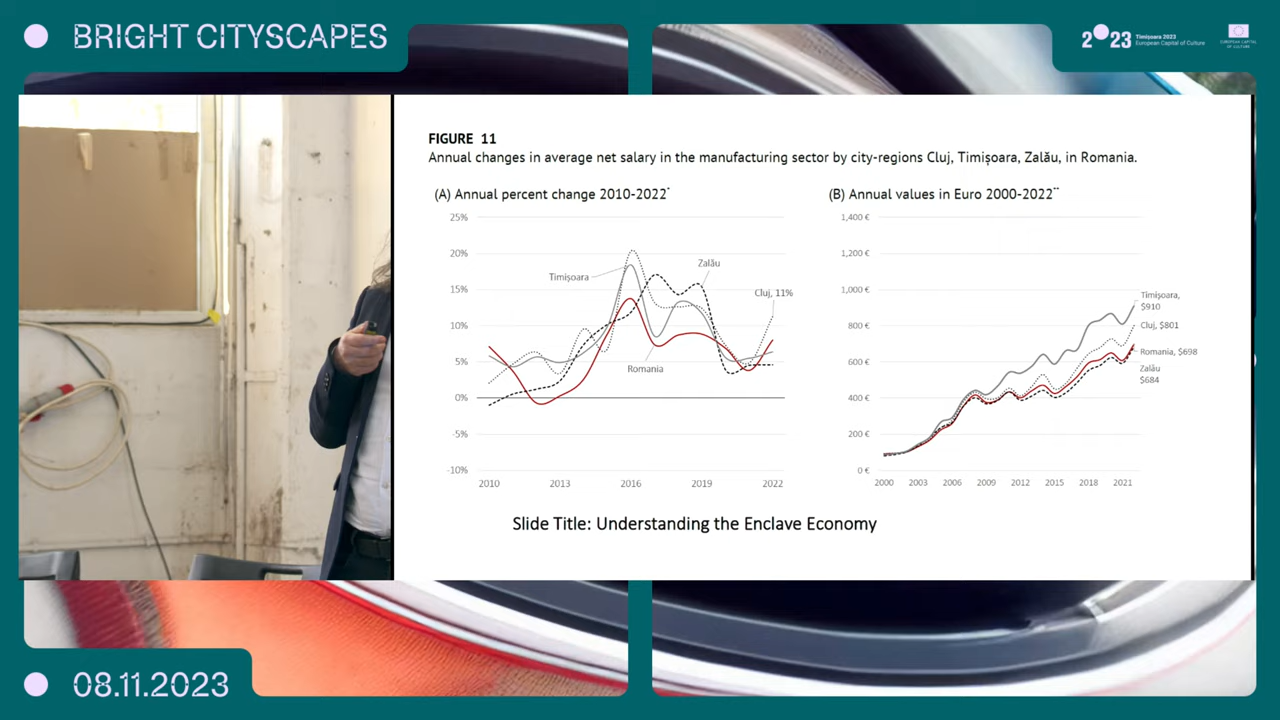 BRIGHT CITYSCAPES
2023 Timișoara 2023
European Capital of Culture
EUROPEAN CAPITAL
OF CULTURE
FIGURE 11
Annual changes in average net salary in the manufacturing sector by city-regions Cluj, Timișoara, Zalău, in Romania.
(A) Annual percent change 2010-2022*
25%
20%
15%
10%
5%
0%
-5%
-10%
Timișoara
Zalău
Cluj, 11%
Romania
2010 2013 2016 2019 2022
(B) Annual values in Euro 2000-2022**
1,400 €
1,200 €
1,000 €
800 €
600 €
400 €
200 €
0 €
Timișoara,
$910
Cluj, $801
Romania, $698
Zalău
$684
2000 2003 2006 2009 2012 2015 2018 2021
Slide Title: Understanding the Enclave Economy
08.11.2023